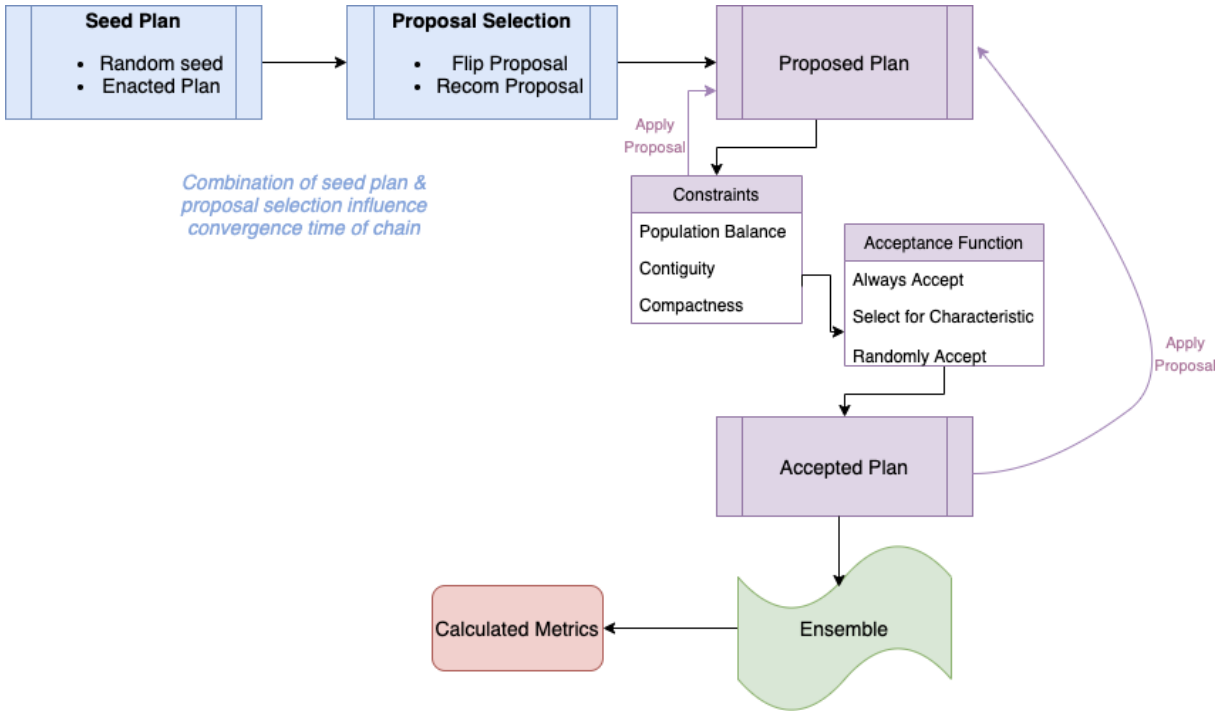 Seed Plan
• Random seed
• Enacted Plan
Proposal Selection
• Flip Proposal
• Recom Proposal
Proposed Plan
Apply
Proposal
Combination of seed plan &
proposal selection influence
convergence time of chain
Constraints
Population Balance
Contiguity
Compactness
Acceptance Function
Always Accept
Select for Characteristic
Randomly Accept
Apply
Proposal
Accepted Plan
Ensemble
Calculated Metrics